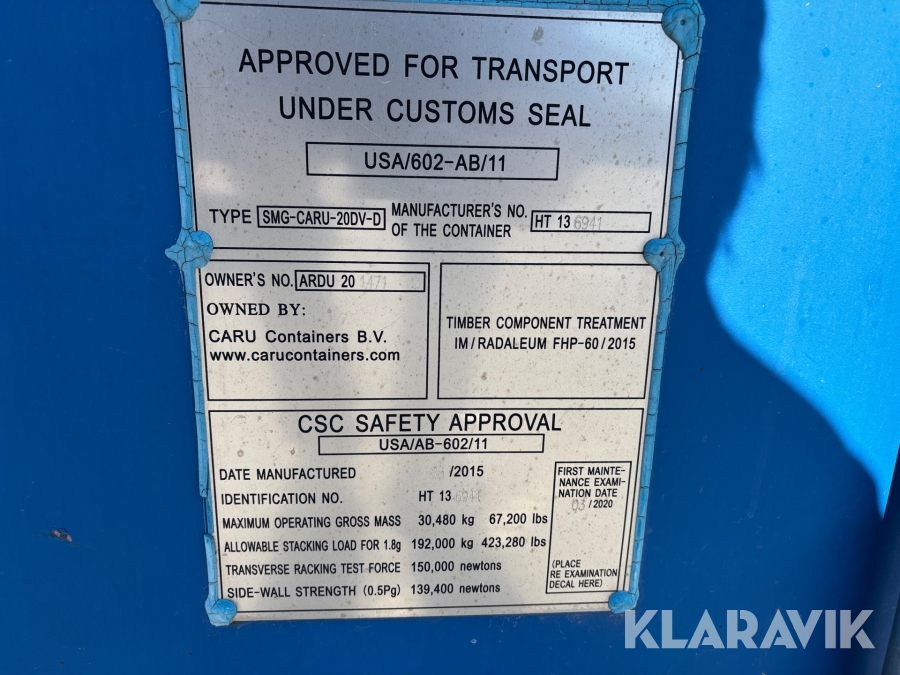 APPROVED FOR TRANSPORT
UNDER CUSTOMS SEAL
USA/602-AB/11
TYPE SMG-CARU-20DV-D MANUFACTURER'S NO. OF THE CONTAINER HT 13 6941
OWNER'S NO. ARDU 20 1471
OWNED BY:
CARU Containers B.V.
www.carucontainers.com
TIMBER COMPONENT TREATMENT
IM/RADALEUM FHP-60/2015
CSC SAFETY APPROVAL
USA/AB-602/11
DATE MANUFACTURED /2015
IDENTIFICATION NO. HT 13 6941
MAXIMUM OPERATING GROSS MASS 30,480 kg 67,200 lbs
ALLOWABLE STACKING LOAD FOR 1.8g 192,000 kg 423,280 lbs
TRANSVERSE RACKING TEST FORCE 150,000 newtons
SIDE-WALL STRENGTH (0.5Pg) 139,400 newtons
FIRST MAINTE-
NANCE EXAMI-
NATION DATE
03/2020
(PLACE
RE EXAMINATION
DECAL HERE)
KLARAVIK